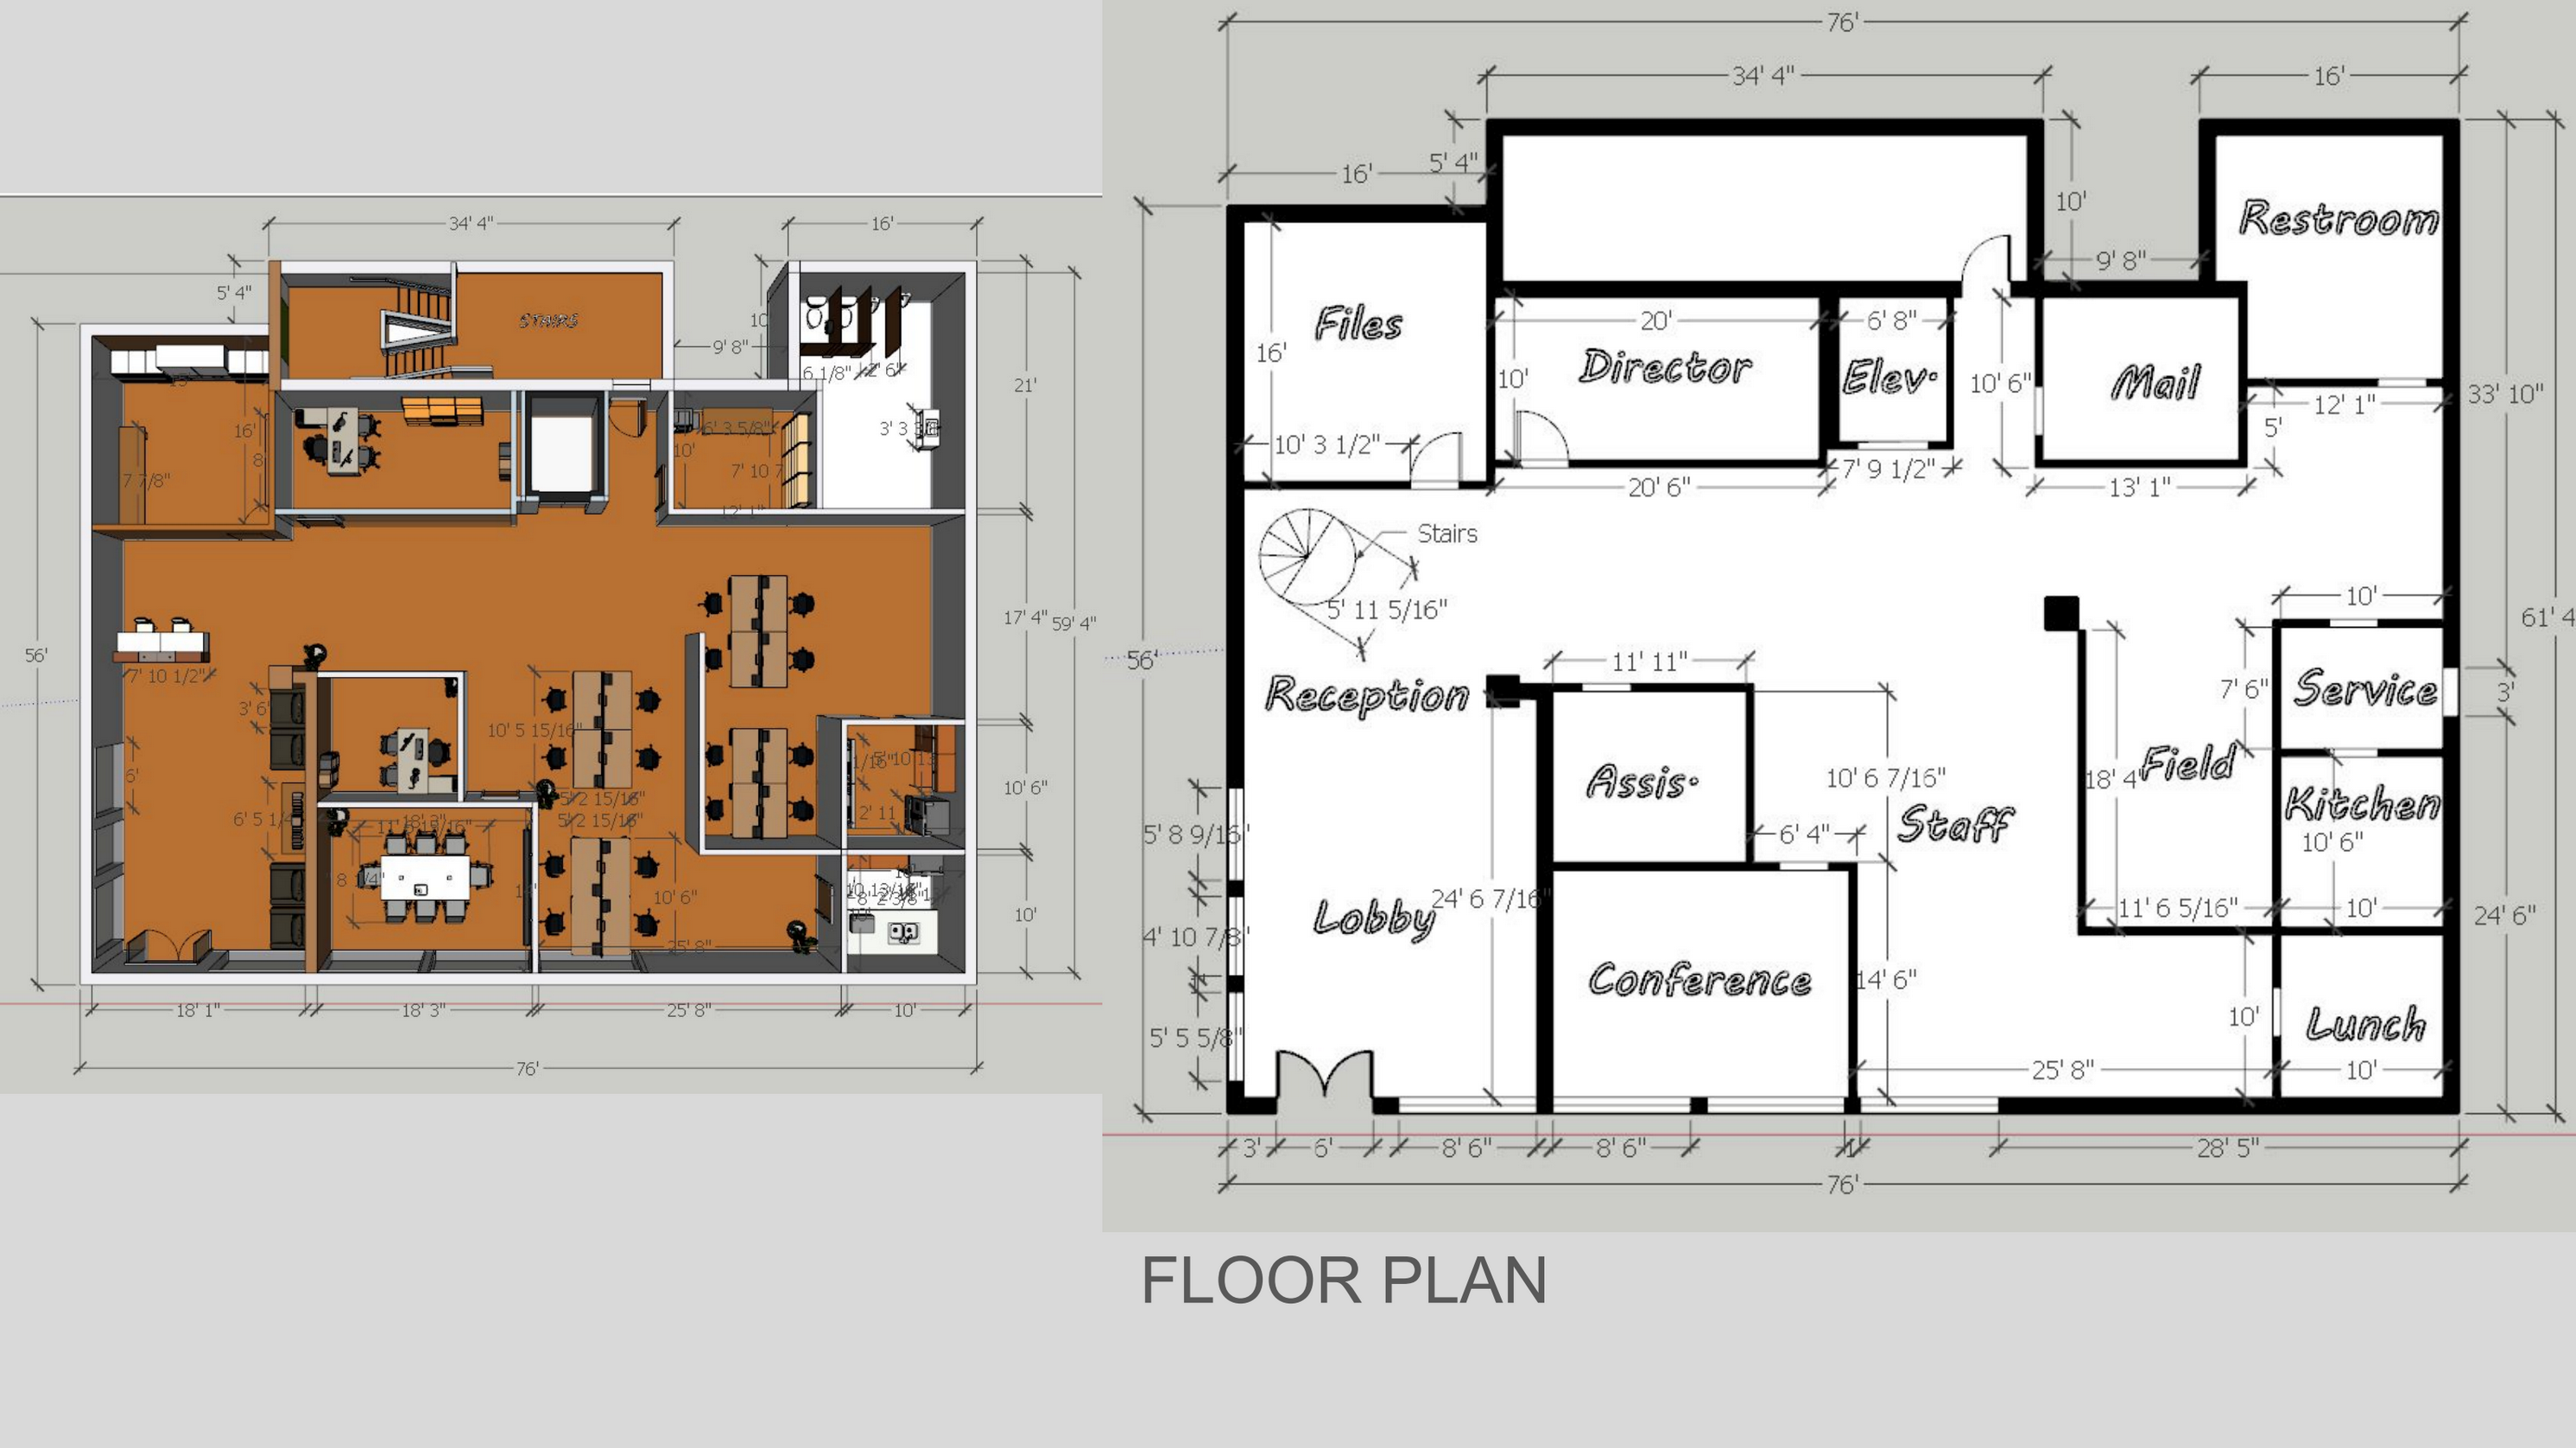 34' 4"
16'
5' 4"
STAIRS
10'
9' 8"
6 1/8"
2' 6"
21'
16'
3' 3
6' 3 5/8"
7 7/8"
8
10'
7' 10 7
12' 1"
56'
17' 4"
59' 4"
7' 10 1/2"
3' 6"
10' 5 15/16"
6'
5' 10 13
1/16"
10' 6"
5' 2 15/16"
2' 11
6' 5 1/4"
18' 3"
5' 2 15/16"
8 1/4"
10' 6"
10'
25' 8"
18' 1"
18' 3"
25' 8"
10'
76'
76'
34' 4"
16'
16'
5' 4"
10'
9' 8"
Restroom
Files
16'
20'
6' 8"
Director
Elev.
Mail
10'
10' 6"
12' 1"
33' 10"
5'
10' 3 1/2"
20' 6"
7' 9 1/2"
13' 1"
Stairs
5' 11 5/16"
10'
61' 4
56'
11' 11"
Reception
7' 6"
Service
3'
Assis.
10' 6 7/16"
18' 4"
Field
Kitchen
5' 8 9/16"
6' 4"
Staff
10' 6"
24' 6 7/16"
11' 6 5/16"
10'
24' 6"
Lobby
4' 10 7/8"
Conference
14' 6"
10'
Lunch
5' 5 5/8"
25' 8"
10'
3'
6'
8' 6"
8' 6"
1'
28' 5"
76'
FLOOR PLAN